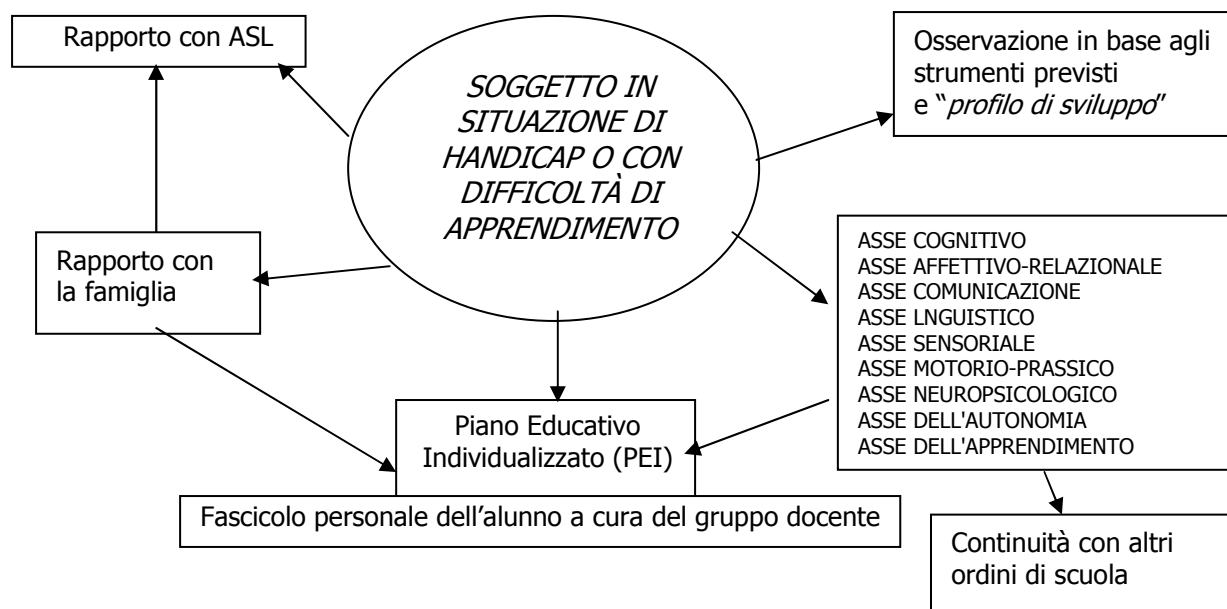 Rapporto con ASL
SOGGETTO IN
SITUAZIONE DI
HANDICAP O CON
DIFFICOLTÀ DI
APPRENDIMENTO
Osservazione in base agli
strumenti previsti
e “profilo di sviluppo”
Rapporto con
la famiglia
ASSE COGNITIVO
ASSE AFFETTIVO-RELAZIONALE
ASSE COMUNICAZIONE
ASSE LNGUISTICO
ASSE SENSORIALE
ASSE MOTORIO-PRASSICO
ASSE NEUROPSICOLOGICO
ASSE DELL'AUTONOMIA
ASSE DELL'APPRENDIMENTO
Piano Educativo
Individualizzato (PEI)
Fascicolo personale dell’alunno a cura del gruppo docente
Continuità con altri
ordini di scuola